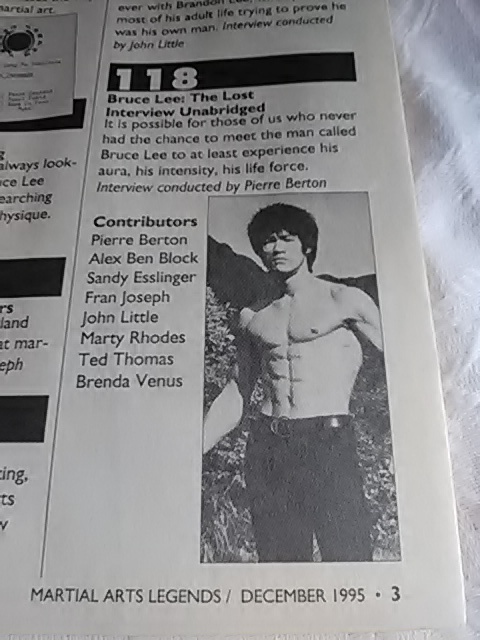 martial art.
always look-
ce Lee
earching
hysique.
rs
land
at mar-
eph
ing,
ts
ever with Brandon Lee,
most of his adult life trying to prove he
was his own man. Interview conducted
by John Little
118
Bruce Lee: The Lost
Interview Unabridged
It is possible for those of us who never
had the chance to meet the man called
Bruce Lee to at least experience his
aura, his intensity, his life force.
Interview conducted by Pierre Berton
Contributors
Pierre Berton
Alex Ben Block
Sandy Esslinger
Fran Joseph
John Little
Marty Rhodes
Ted Thomas
Brenda Venus
MARTIAL ARTS LEGENDS / DECEMBER 1995 • 3